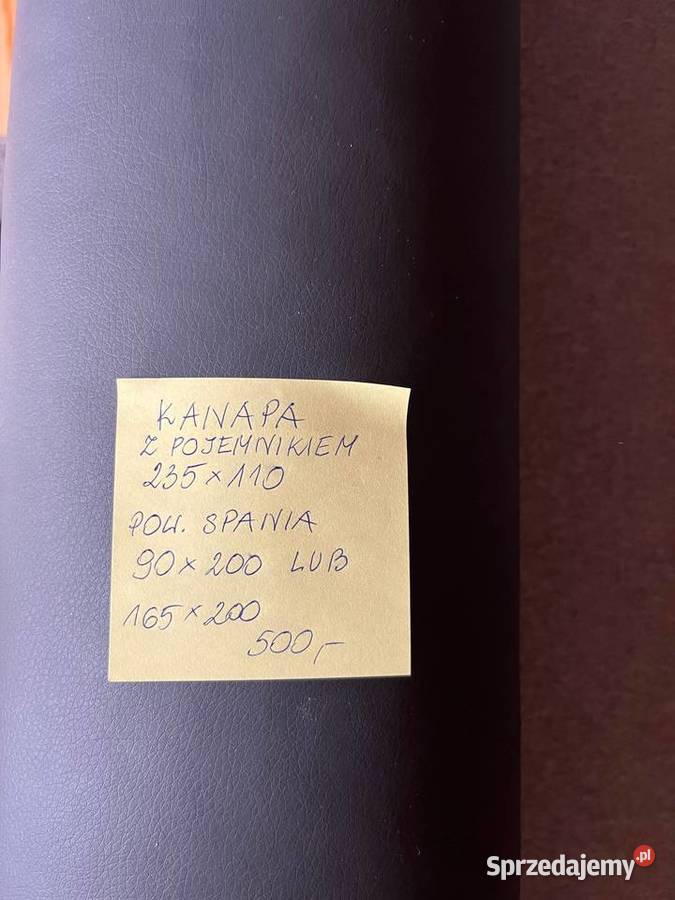 KANAPA
Z POJEMNIKIEM
235 x 110
POW. SPANIA
90 x 200 LUB
165 x 200
500,-
Sprzedajemy.pl